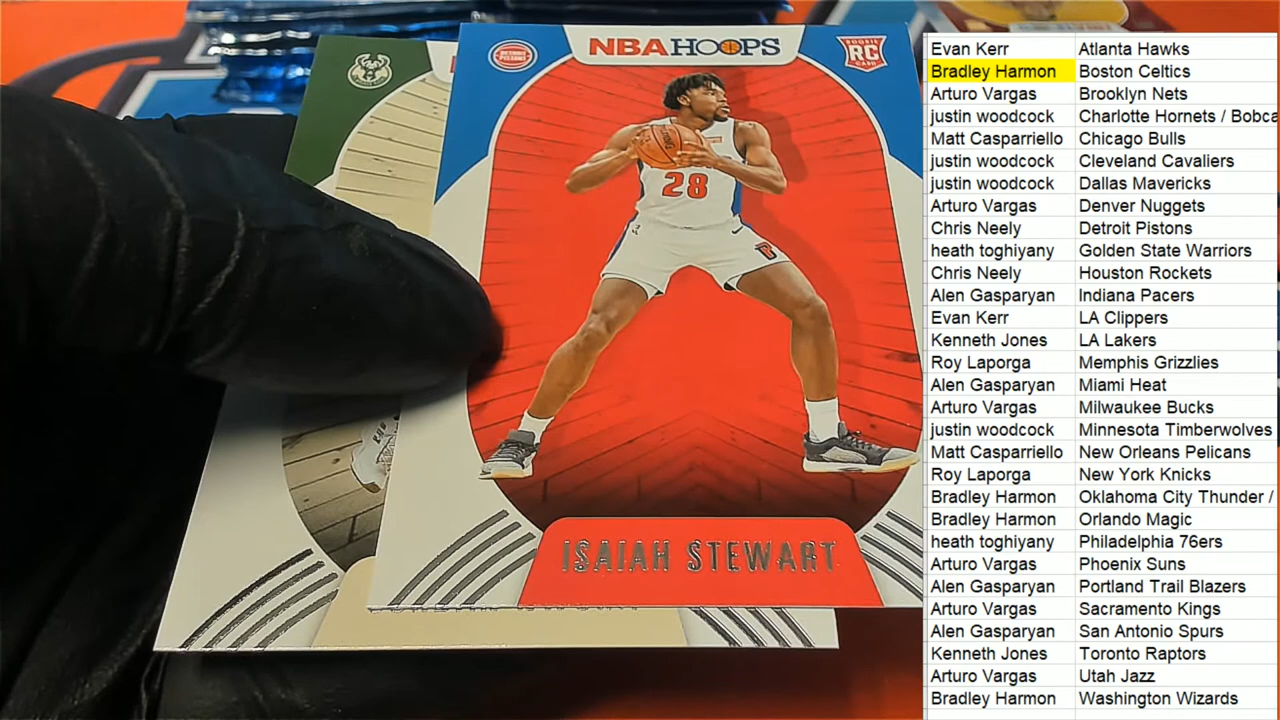 NBA HOOPS
DETROIT PISTONS
ROOKIE
RC
CARD
28
ISAIAH STEWART
Evan Kerr Atlanta Hawks
Bradley Harmon Boston Celtics
Arturo Vargas Brooklyn Nets
justin woodcock Charlotte Hornets / Bobca
Matt Casparriello Chicago Bulls
justin woodcock Cleveland Cavaliers
justin woodcock Dallas Mavericks
Arturo Vargas Denver Nuggets
Chris Neely Detroit Pistons
heath toghiyany Golden State Warriors
Chris Neely Houston Rockets
Alen Gasparyan Indiana Pacers
Evan Kerr LA Clippers
Kenneth Jones LA Lakers
Roy Laporga Memphis Grizzlies
Alen Gasparyan Miami Heat
Arturo Vargas Milwaukee Bucks
justin woodcock Minnesota Timberwolves
Matt Casparriello New Orleans Pelicans
Roy Laporga New York Knicks
Bradley Harmon Oklahoma City Thunder /
Bradley Harmon Orlando Magic
heath toghiyany Philadelphia 76ers
Arturo Vargas Phoenix Suns
Alen Gasparyan Portland Trail Blazers
Arturo Vargas Sacramento Kings
Alen Gasparyan San Antonio Spurs
Kenneth Jones Toronto Raptors
Arturo Vargas Utah Jazz
Bradley Harmon Washington Wizards